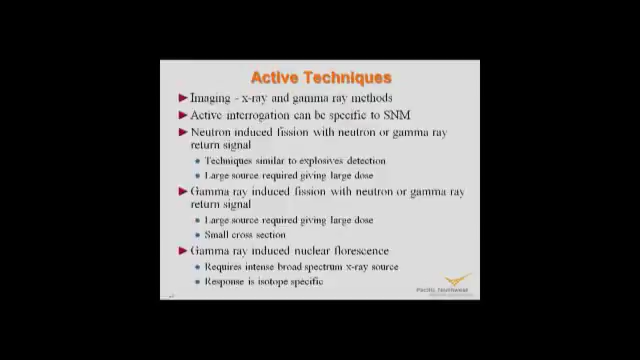 Active Techniques
Imaging - x-ray and gamma ray methods
Active interrogation can be specific to SNM
Neutron induced fission with neutron or gamma ray
return signal
Techniques similar to explosives detection
Large source required giving large dose
Gamma ray induced fission with neutron or gamma ray
return signal
Large source required giving large dose
Small cross section
Gamma ray induced nuclear florescence
Requires intense broad spectrum x-ray source
Response is isotope specific
Pacific Northwest